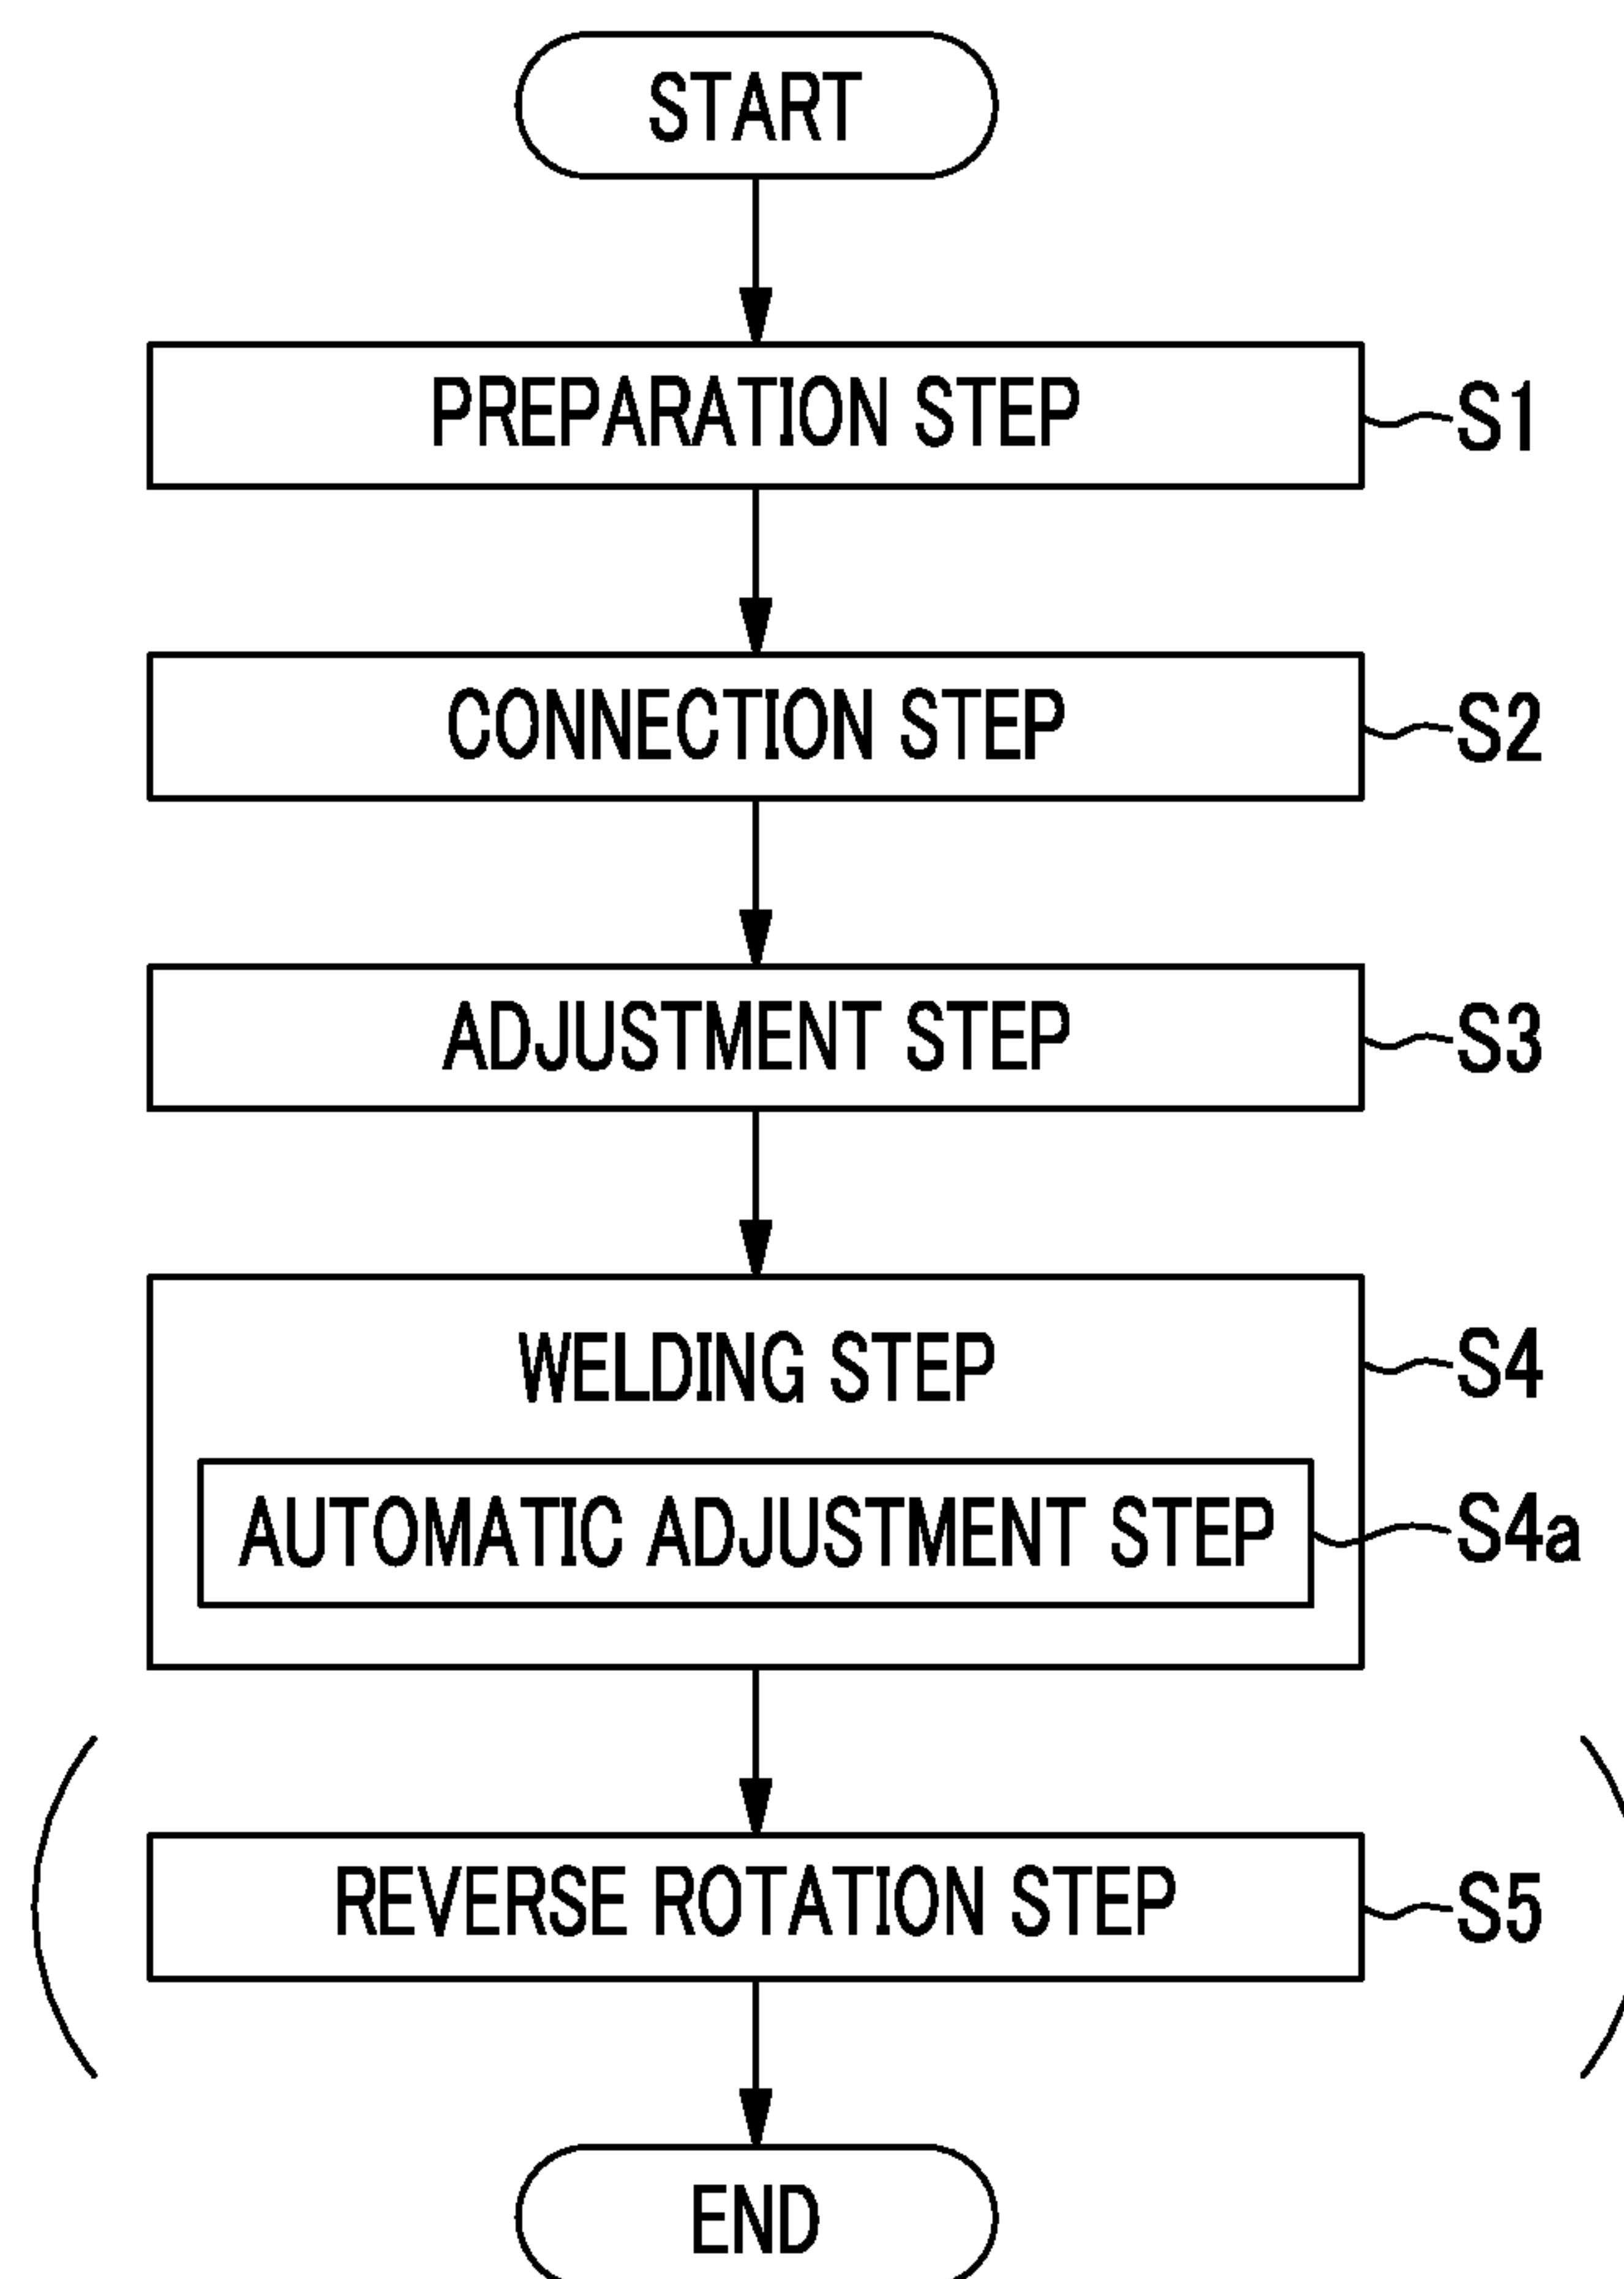 START
PREPARATION STEP S1
CONNECTION STEP S2
ADJUSTMENT STEP S3
WELDING STEP S4
AUTOMATIC ADJUSTMENT STEP S4a
REVERSE ROTATION STEP S5
END